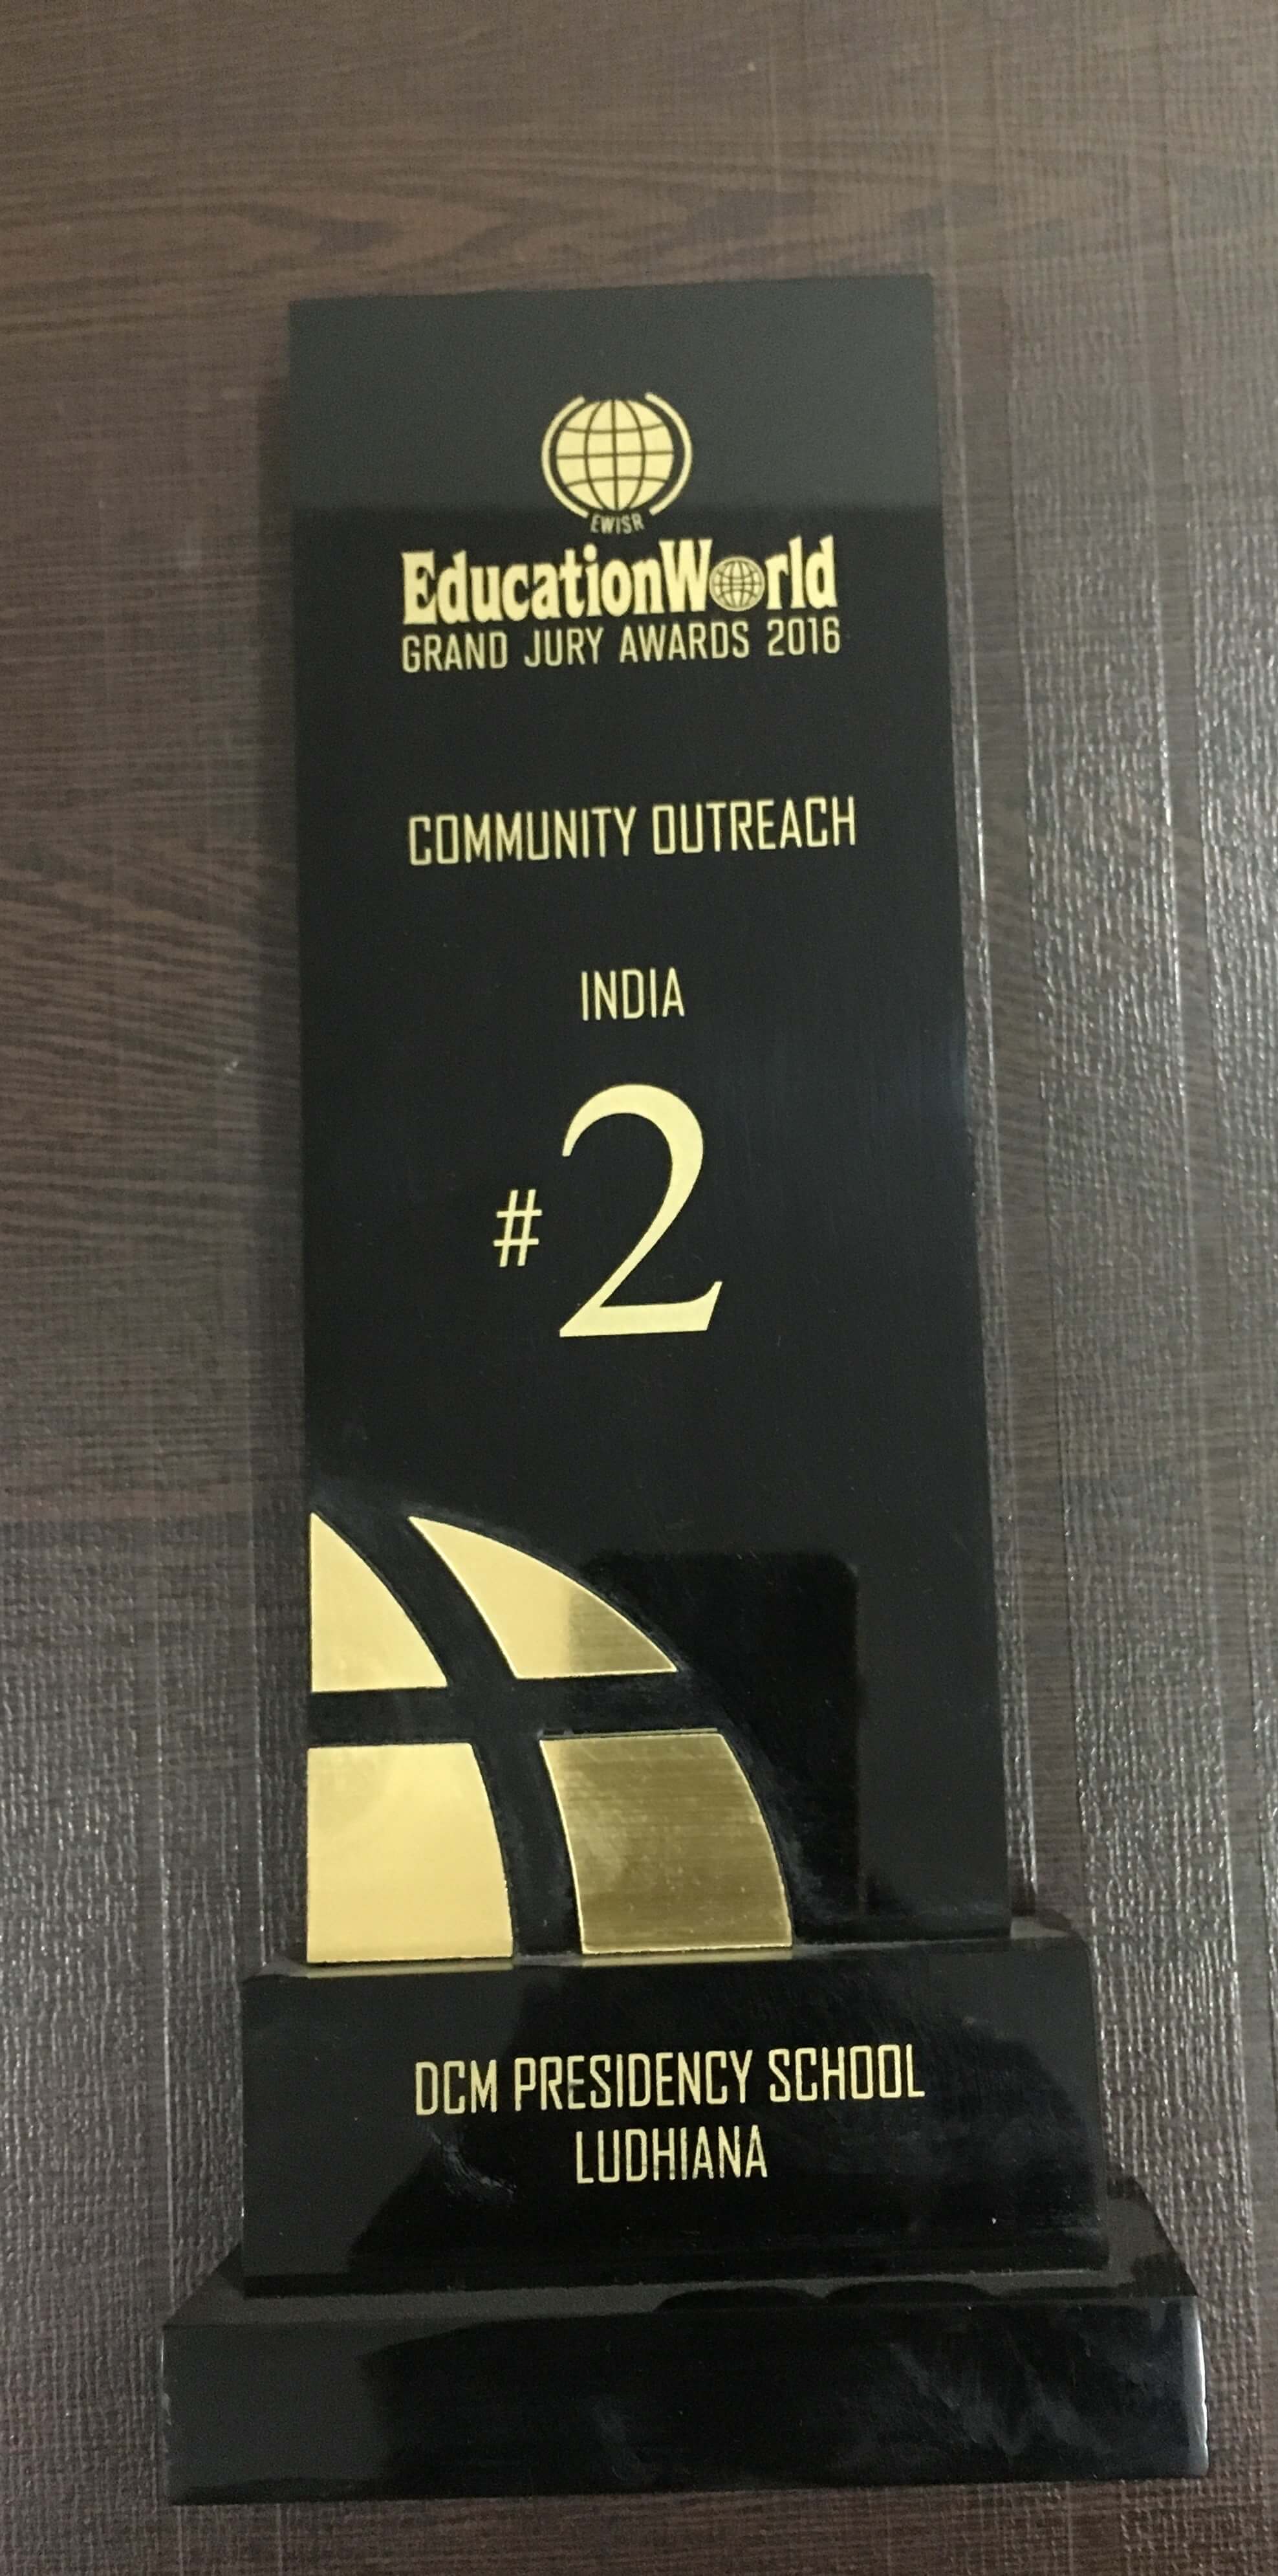 EWISR
EducationWorld
GRAND JURY AWARDS 2016
COMMUNITY OUTREACH
INDIA
#2
DCM PRESIDENCY SCHOOL
LUDHIANA